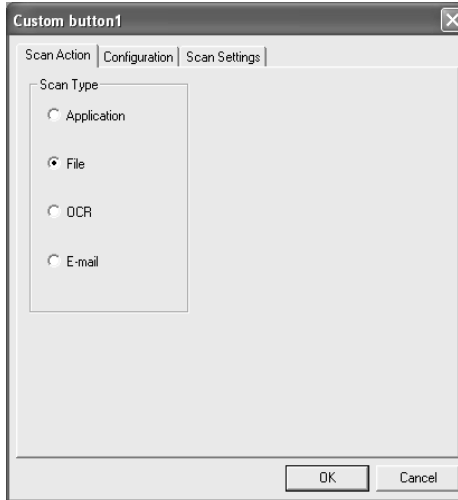 Custom button1
Scan Action Configuration Scan Settings
Scan Type
Application
File
OCR
E-mail
OK Cancel